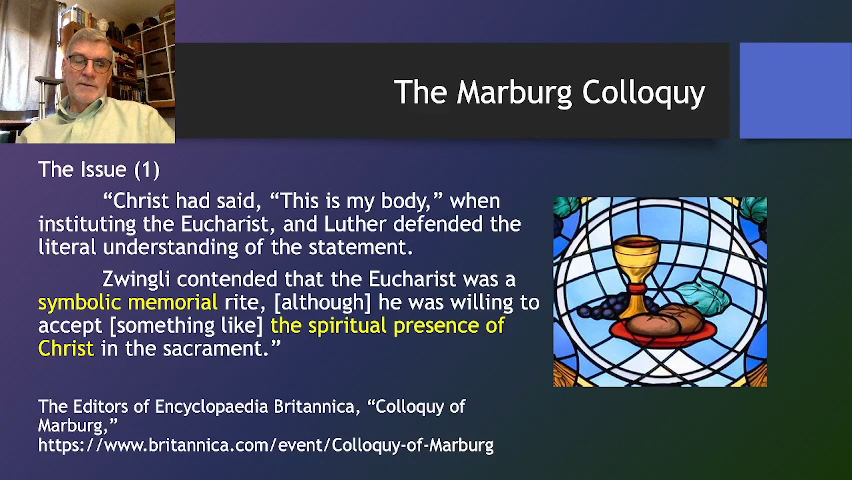 The Marburg Colloquy
The Issue (1)
“Christ had said, “This is my body,” when
instituting the Eucharist, and Luther defended the
literal understanding of the statement.
Zwingli contended that the Eucharist was a
symbolic memorial rite, [although] he was willing to
accept [something like] the spiritual presence of
Christ in the sacrament.”
The Editors of Encyclopaedia Britannica, “Colloquy of
Marburg,”
https://www.britannica.com/event/Colloquy-of-Marburg